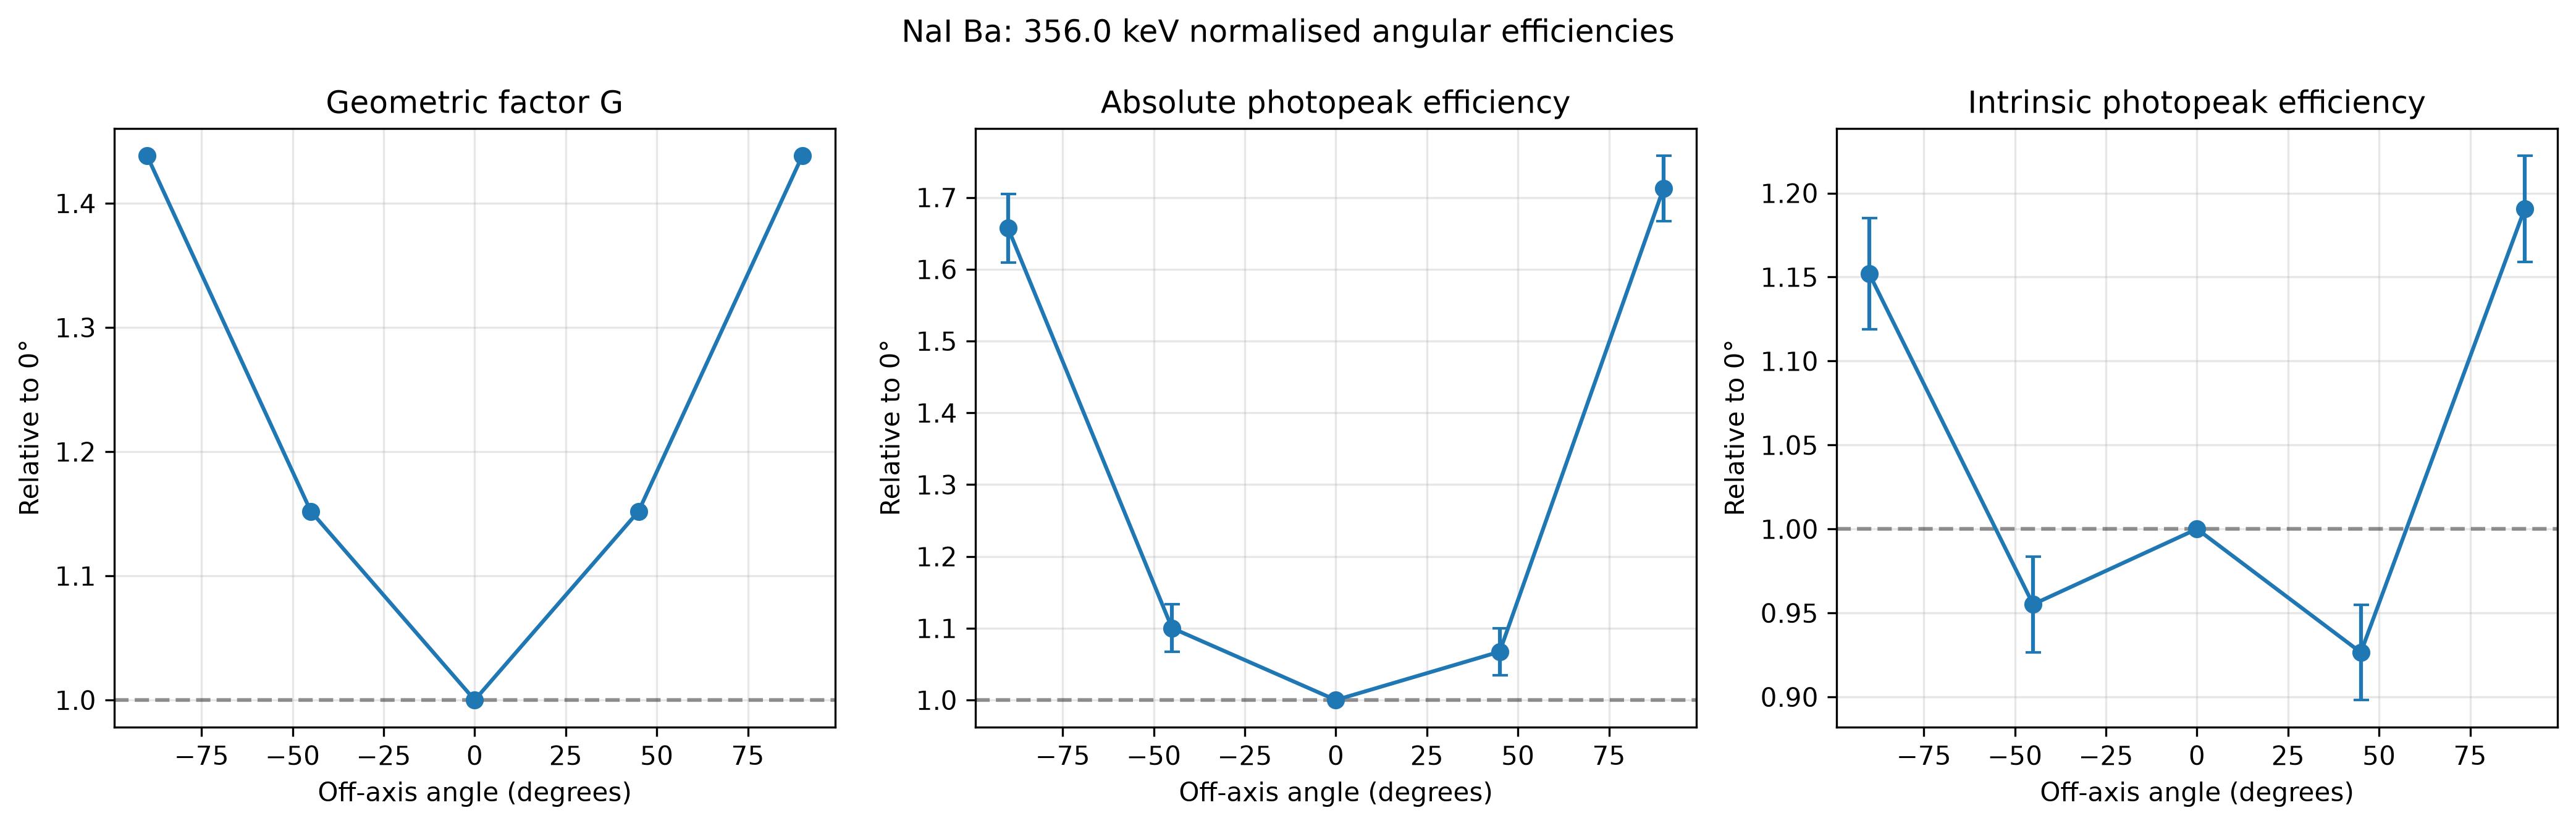 NaI Ba: 356.0 keV normalised angular efficiencies
Geometric factor G
Relative to 0°
1.4
1.3
1.2
1.1
1.0
−75 −50 −25 0 25 50 75
Off-axis angle (degrees)
Absolute photopeak efficiency
Relative to 0°
1.7
1.6
1.5
1.4
1.3
1.2
1.1
1.0
−75 −50 −25 0 25 50 75
Off-axis angle (degrees)
Intrinsic photopeak efficiency
Relative to 0°
1.20
1.15
1.10
1.05
1.00
0.95
0.90
−75 −50 −25 0 25 50 75
Off-axis angle (degrees)